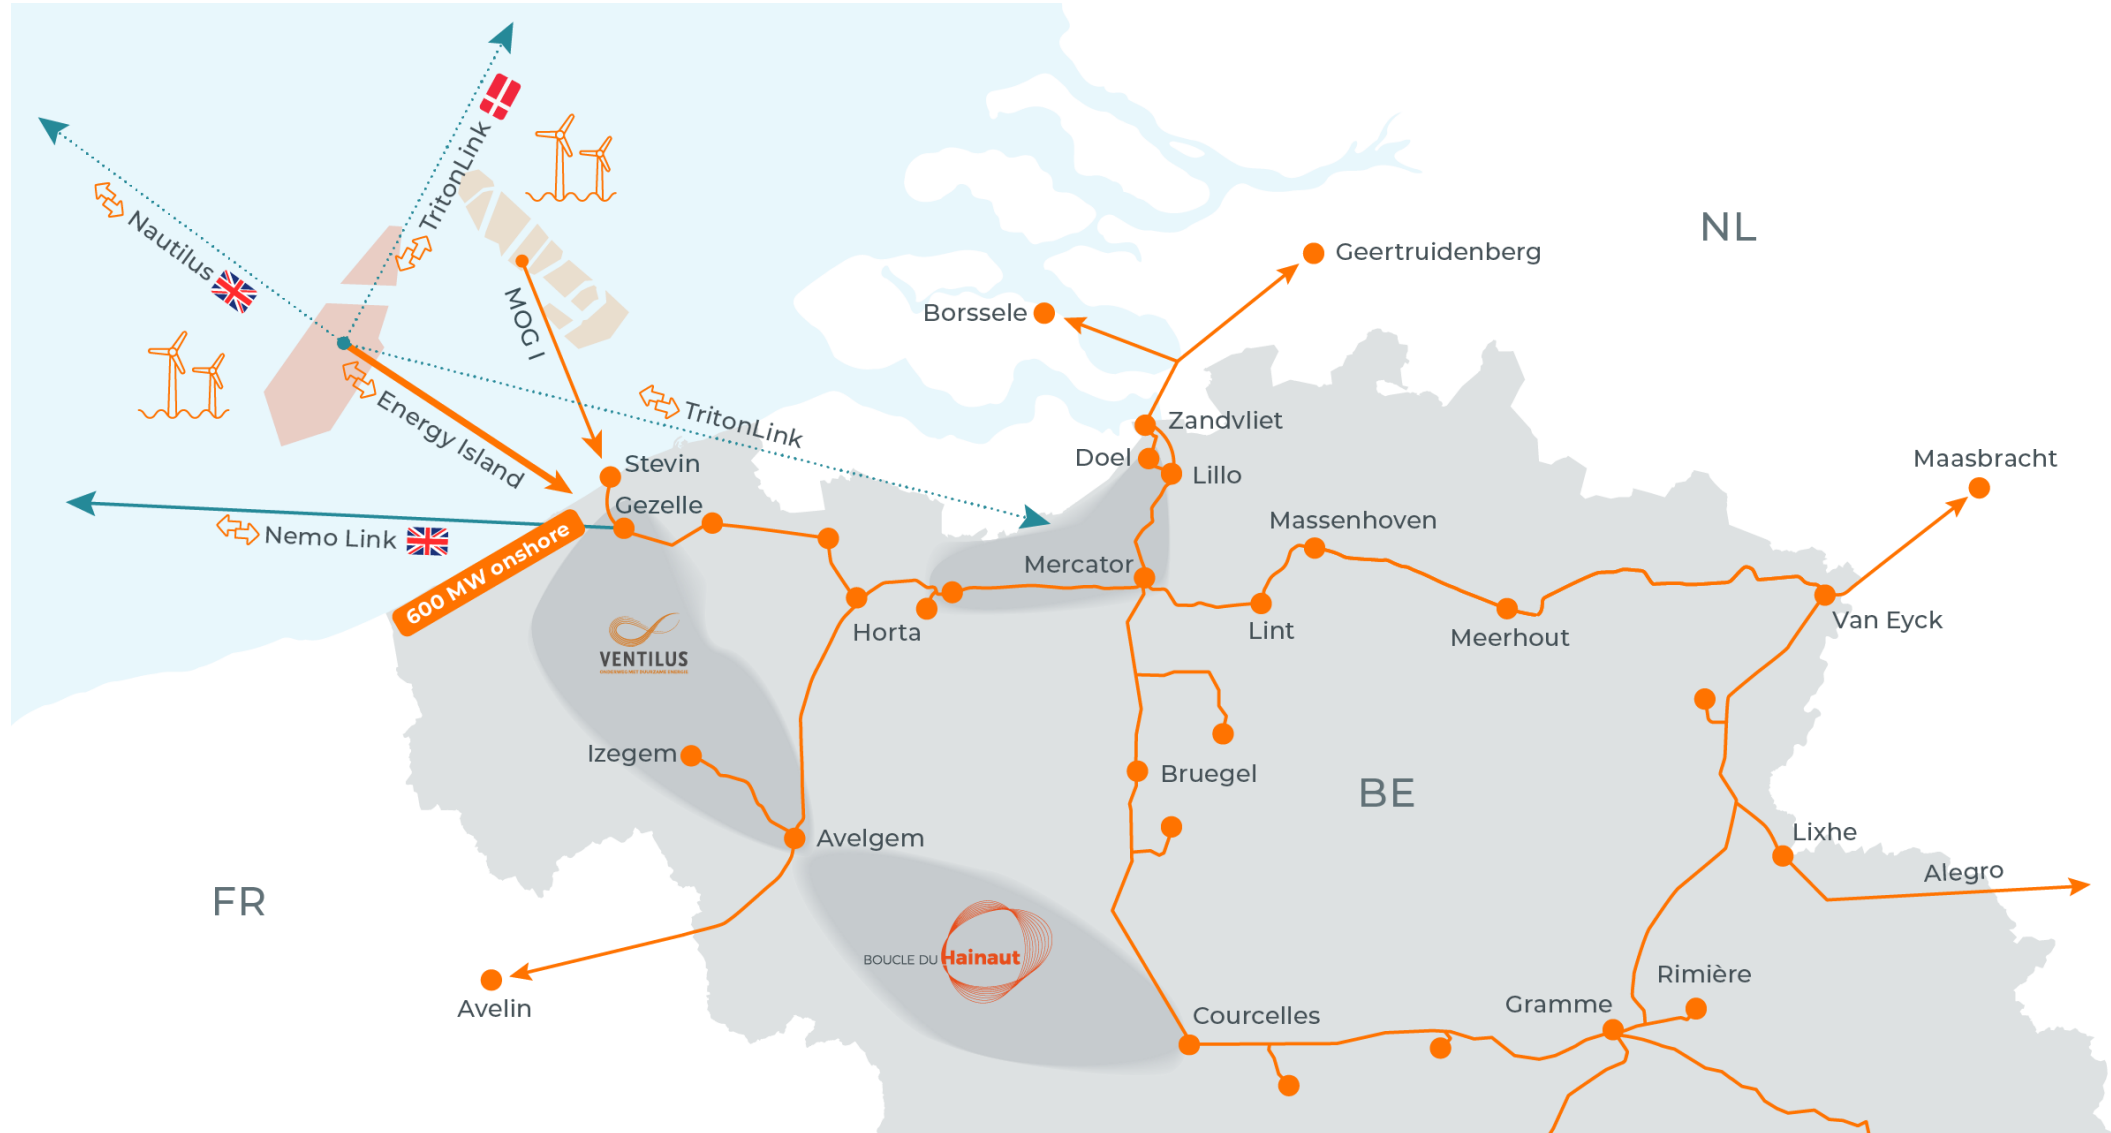 TritonLink
Nautilus
NL
Geertruidenberg
MOG I
Borssele
Energy Island
TritonLink
Zandvliet
Doel
Lillo
Stevin
Gezelle
Maasbracht
Nemo Link
600 MW onshore
Massenhoven
Mercator
Horta
Lint
Meerhout
Van Eyck
VENTILUS
Izegem
Bruegel
BE
Avelgem
Lixhe
Alegro
FR
BOUCLE DU Hainaut
Avelin
Courcelles
Gramme
Rimière